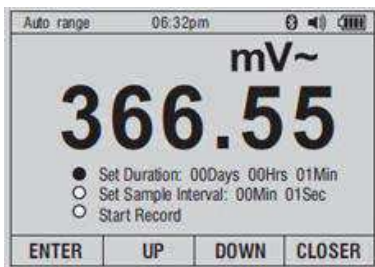 Auto range 06:32pm
mV~
366.55
Set Duration: 00Days 00Hrs 01Min
Set Sample Interval: 00Min 01Sec
Start Record
ENTER UP DOWN CLOSER